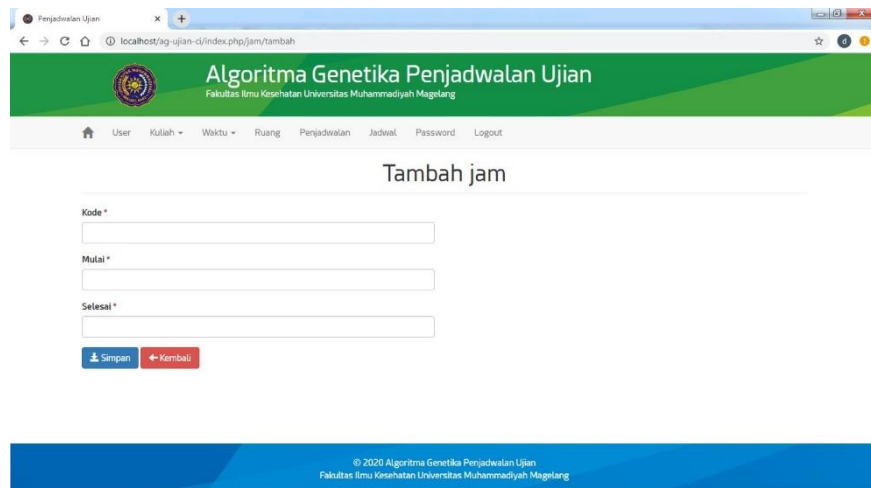 Penjadwalan Ujian
localhost/ag-ujian-ci/index.php/jam/tambah
Algoritma Genetika Penjadwalan Ujian
Fakultas Ilmu Kesehatan Universitas Muhammadiyah Magelang
User Kuliah Waktu Ruang Penjadwalan Jadwal Password Logout
Tambah jam
Kode *
Mulai *
Selesai *
Simpan Kembali
© 2020 Algoritma Genetika Penjadwalan Ujian
Fakultas Ilmu Kesehatan Universitas Muhammadiyah Magelang